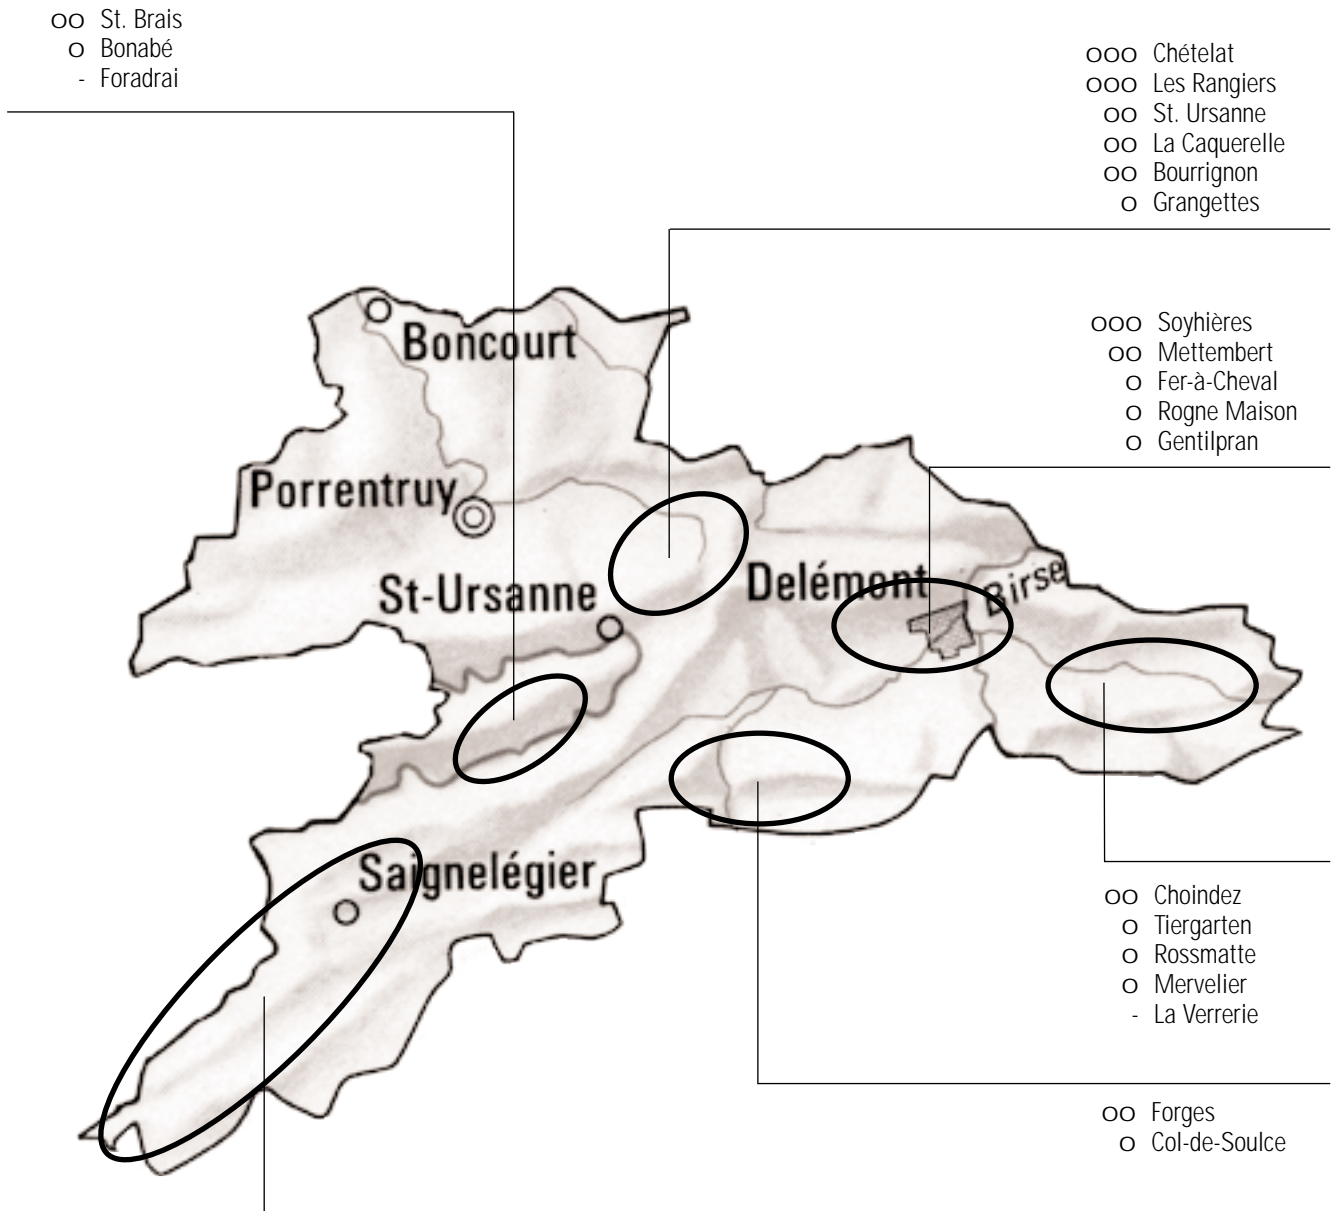 oo St. Brais
o Bonabé
- Foradrai
ooo Chételat
ooo Les Rangiers
oo St. Ursanne
oo La Caquerelle
oo Bourrignon
o Grangettes
ooo Soyhières
oo Mettembert
o Fer-à-Cheval
o Rogne Maison
o Gentilpran
Boncourt
Porrentruy
St-Ursanne
Delémont
Birse
Saignelégier
oo Choindez
o Tiergarten
o Rossmatte
o Mervelier
- La Verrerie
oo Forges
o Col-de-Soulce